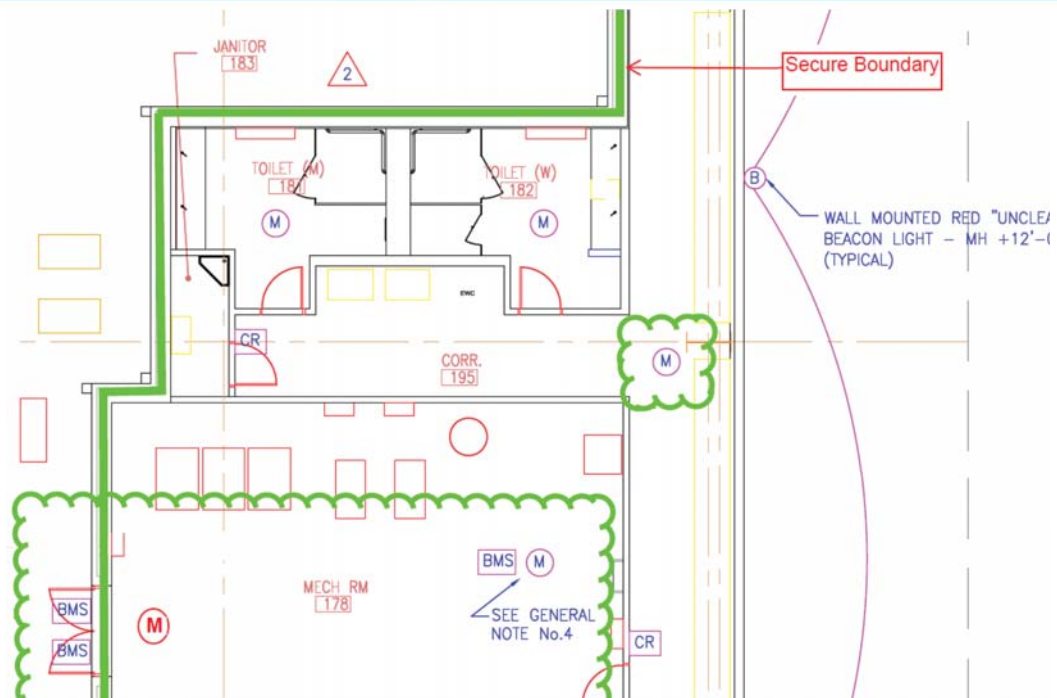 JANITOR
183
2
Secure Boundary
TOILET (M)
181
TOILET (W)
182
M
M
B
WALL MOUNTED RED "UNCLEA
BEACON LIGHT - MH +12'-0
(TYPICAL)
EWC
CR
CORR.
195
M
BMS
M
MECH RM
178
SEE GENERAL
NOTE No.4
BMS
M
BMS
CR